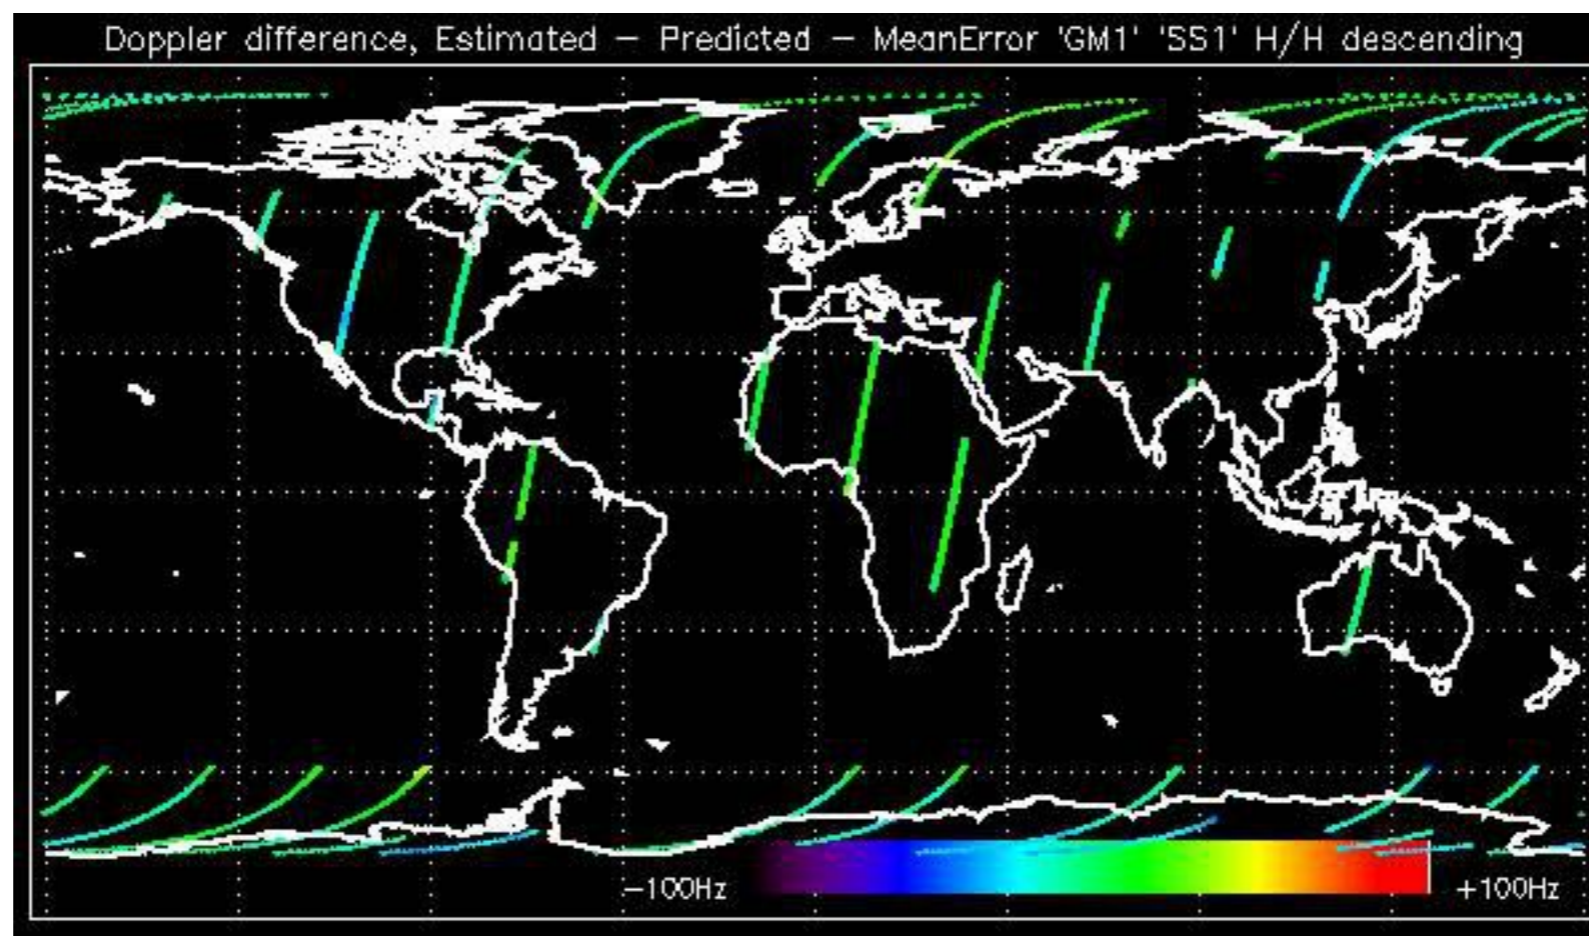 Doppler difference, Estimated − Predicted − MeanError 'GM1' 'SS1' H/H descending
−100Hz +100Hz